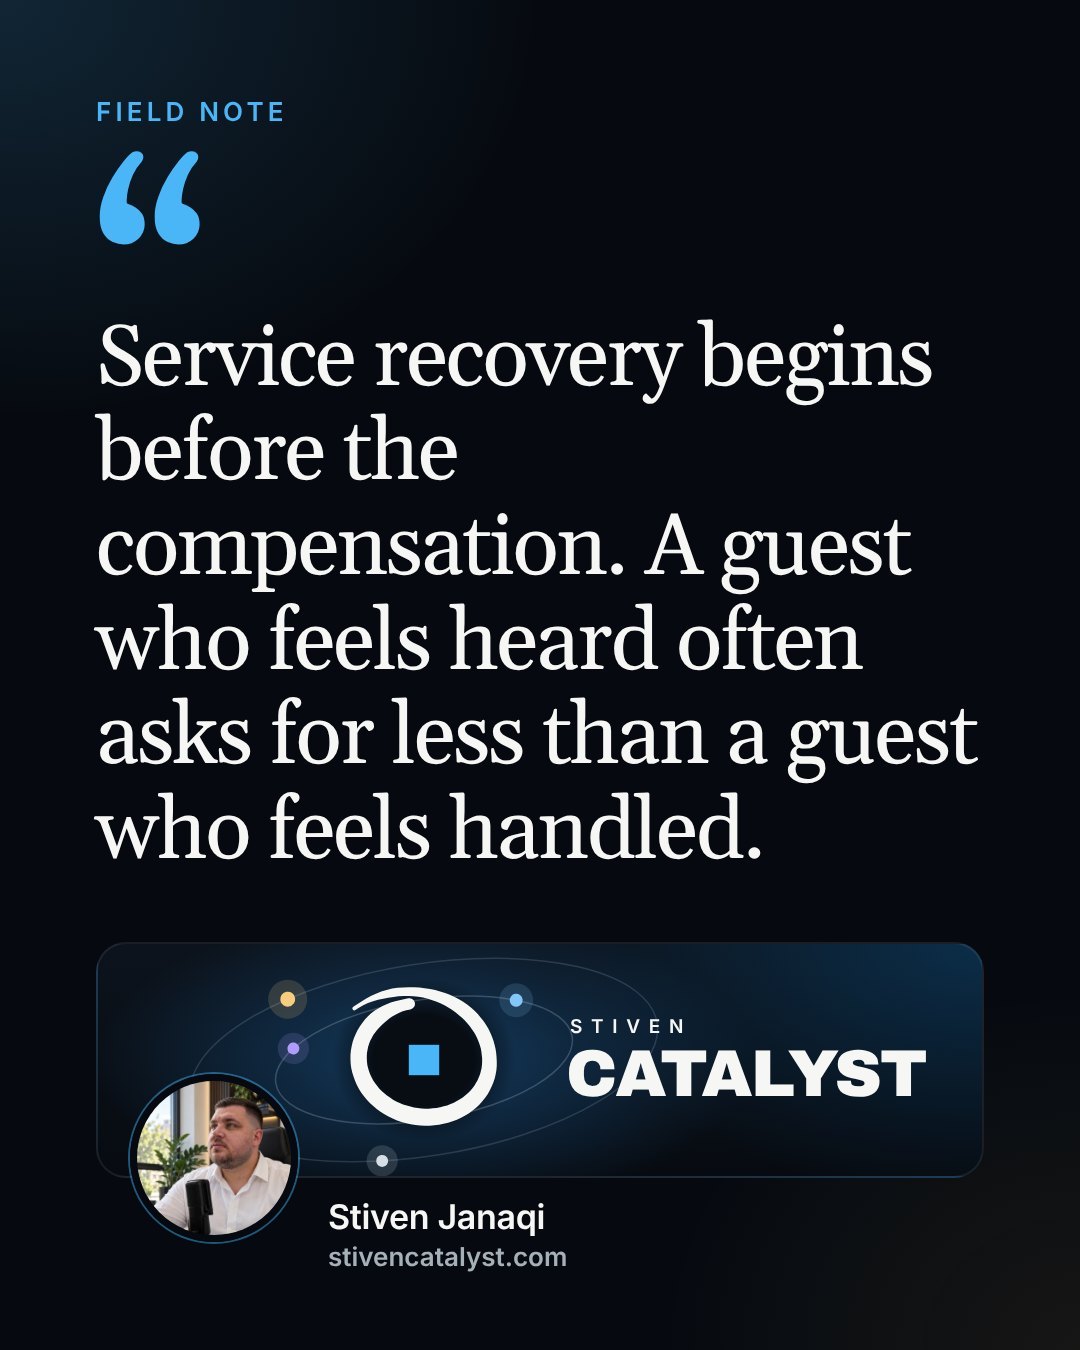 FIELD NOTE
“
Service recovery begins
before the
compensation. A guest
who feels heard often
asks for less than a guest
who feels handled.
STIVEN
CATALYST
Stiven Janaqi
stivencatalyst.com